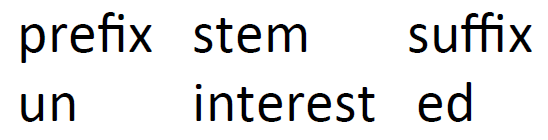 prefix stem suffix
un interest ed